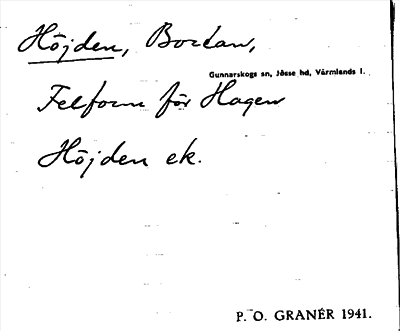 Höjden, Bordan,
Gunnarskogs sn, Jösse hd, Värmlands l.
Felform för Hagen
Höjden ek.
P. O. GRANÉR 1941.